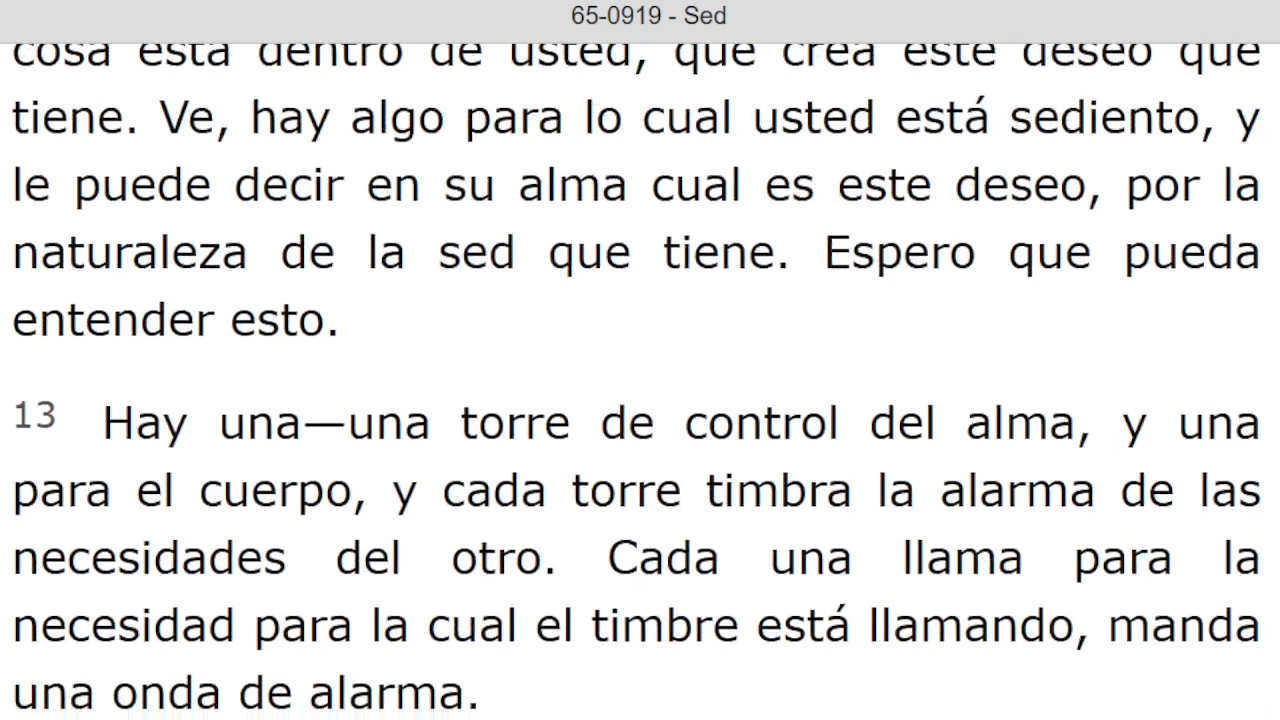 65-0919 - Sed
cosa está dentro de usted, que crea este deseo que
tiene. Ve, hay algo para lo cual usted está sediento, y
le puede decir en su alma cual es este deseo, por la
naturaleza de la sed que tiene. Espero que pueda
entender esto.
13 Hay una—una torre de control del alma, y una
para el cuerpo, y cada torre timbra la alarma de las
necesidades del otro. Cada una llama para la
necesidad para la cual el timbre está llamando, manda
una onda de alarma.